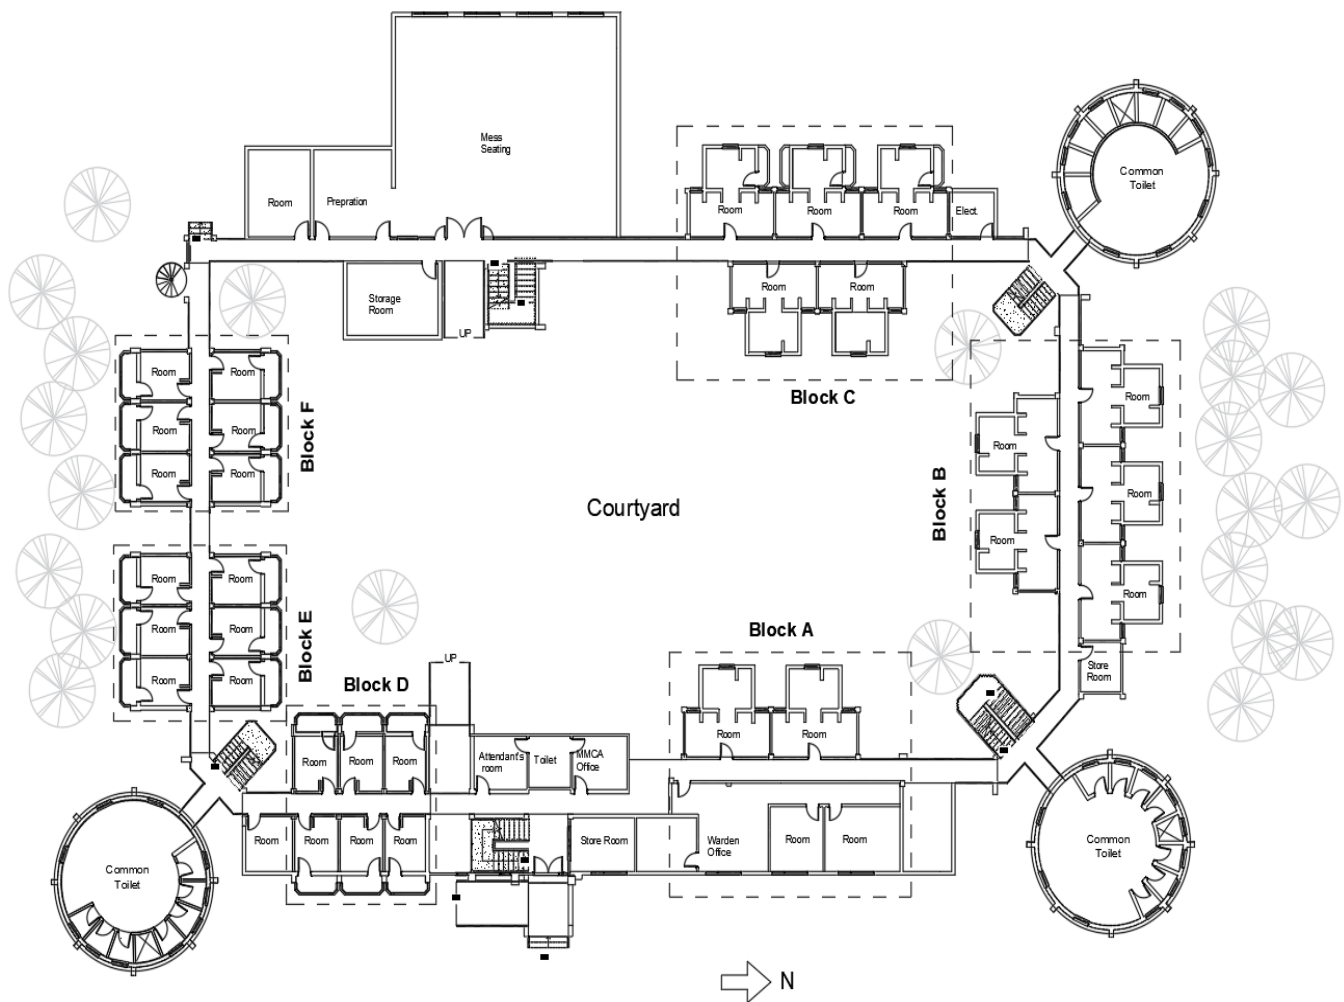 Mess
Seating
Common
Toilet
Room
Prepration
Room
Room
Room
Elect.
Storage
Room
UP
Room
Room
Block C
Room
Room
Room
Room
Room
Room
Block F
Room
Room
Room
Room
Room
Block B
Courtyard
Room
Room
Room
Room
Room
Room
Room
Room
Block E
Block A
Store
Room
UP
Block D
Room
Room
Room
Attendant's
room
Toilet
MMCA
Office
Room
Room
Room
Room
Room
Room
Store Room
Warden
Office
Room
Room
Common
Toilet
Common
Toilet
N